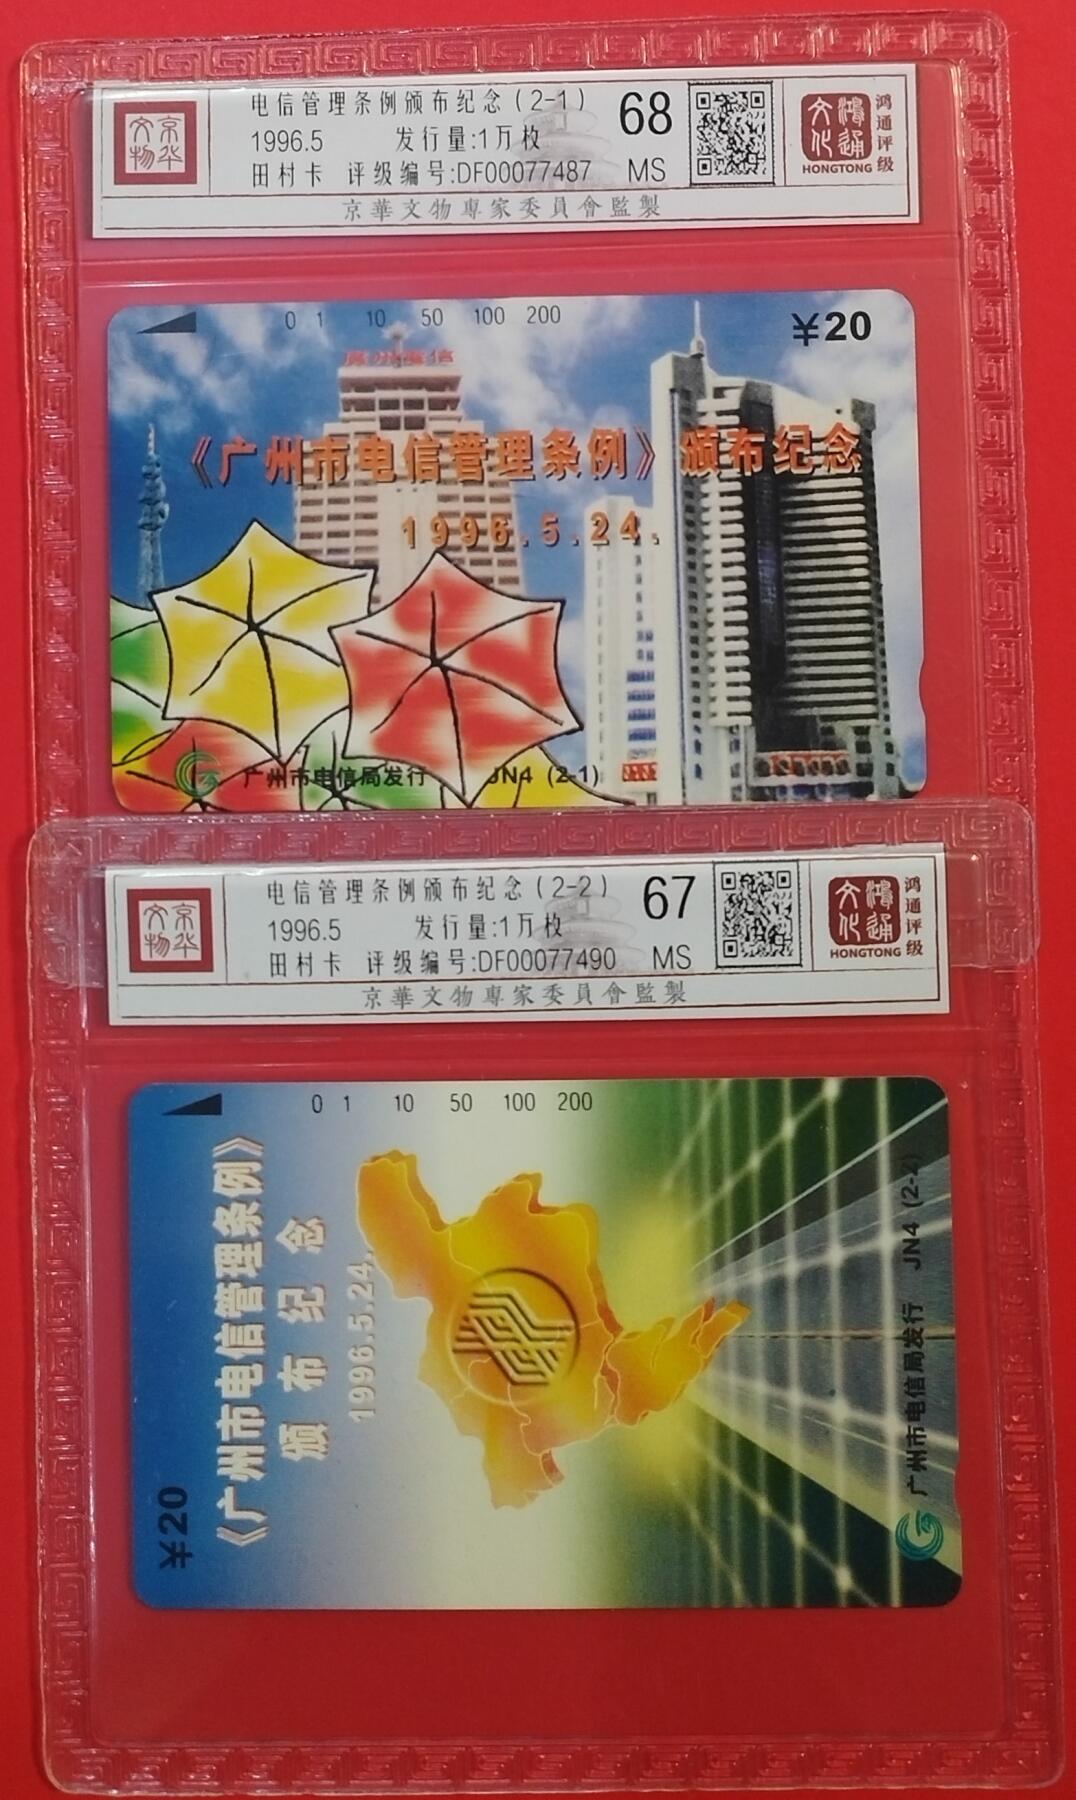 京华
文物
电信管理条例颁布纪念(2-1)
1996.5 发行量:1万枚
田村卡 评级编号:DF00077487
68
MS
鸿通
文化
HONGTONG
鸿通评级
京華文物專家委員會監製
0 1 10 50 100 200
¥20
廣州電信
《广州市电信管理条例》颁布纪念
1996.5.24.
广州市电信局发行 JN4 (2-1)
京华
文物
电信管理条例颁布纪念(2-2)
1996.5 发行量:1万枚
田村卡 评级编号:DF00077490
67
MS
鸿通
文化
HONGTONG
鸿通评级
京華文物專家委員會監製
0 1 10 50 100 200
¥20
《广州市电信管理条例》
颁布纪念
1996.5.24.
广州市电信局发行 JN4 (2-2)